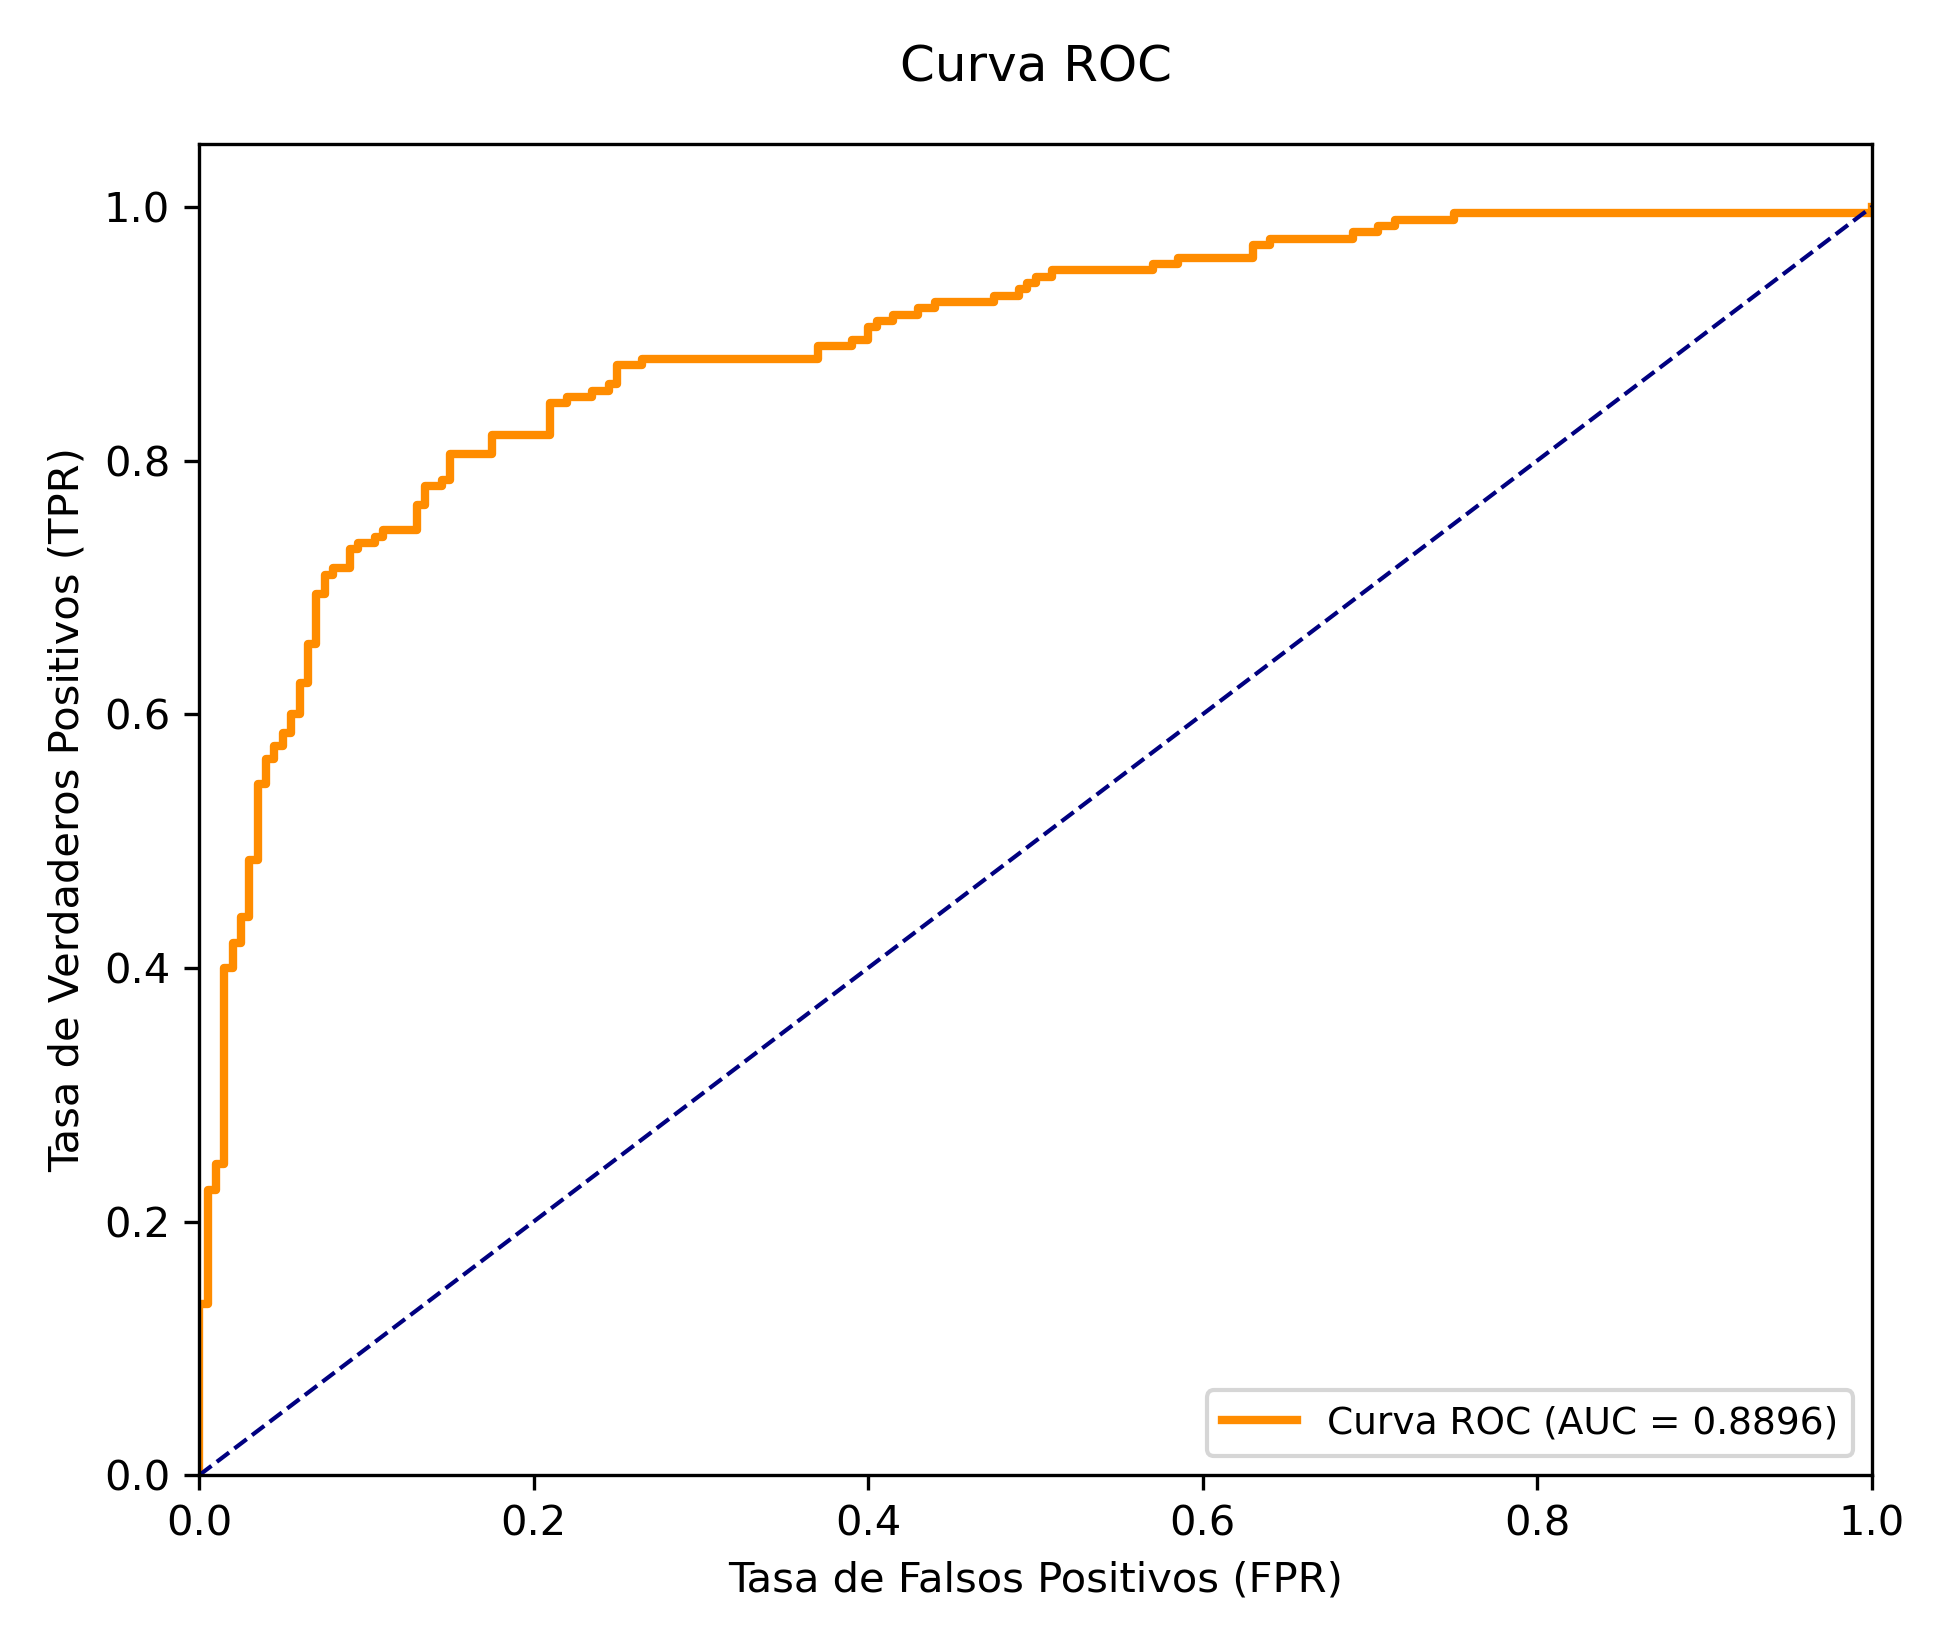 Curva ROC
Tasa de Verdaderos Positivos (TPR)
1.0
0.8
0.6
0.4
0.2
0.0
0.0 0.2 0.4 0.6 0.8 1.0
Tasa de Falsos Positivos (FPR)
Curva ROC (AUC = 0.8896)